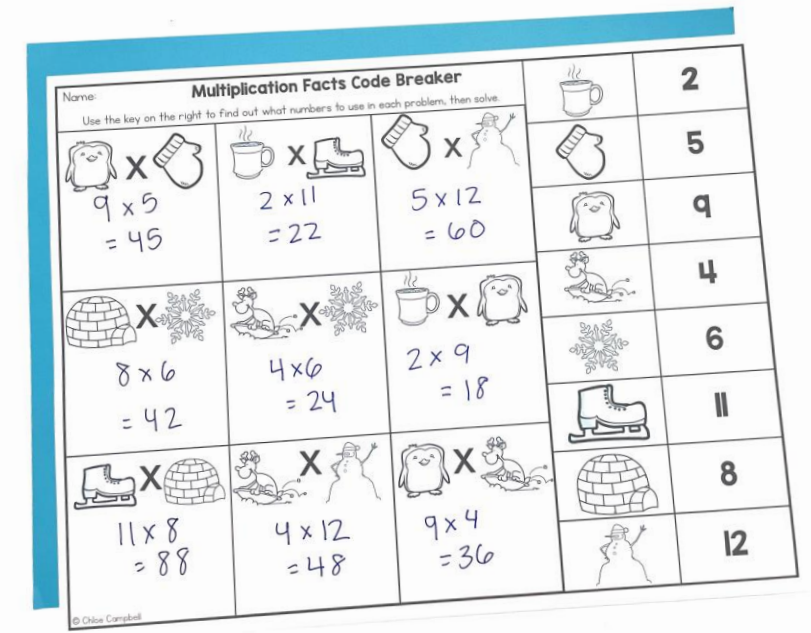 Name:
Multiplication Facts Code Breaker
Use the key on the right to find out what numbers to use in each problem, then solve.
X
9 x 5
= 45
X
2 x 11
= 22
X
5 x 12
= 60
X
8 x 6
= 42
X
4 x 6
= 24
X
2 x 9
= 18
X
11 x 8
= 88
X
4 x 12
= 48
X
9 x 4
= 36
2
5
9
4
6
11
8
12
© Chloe Campbell